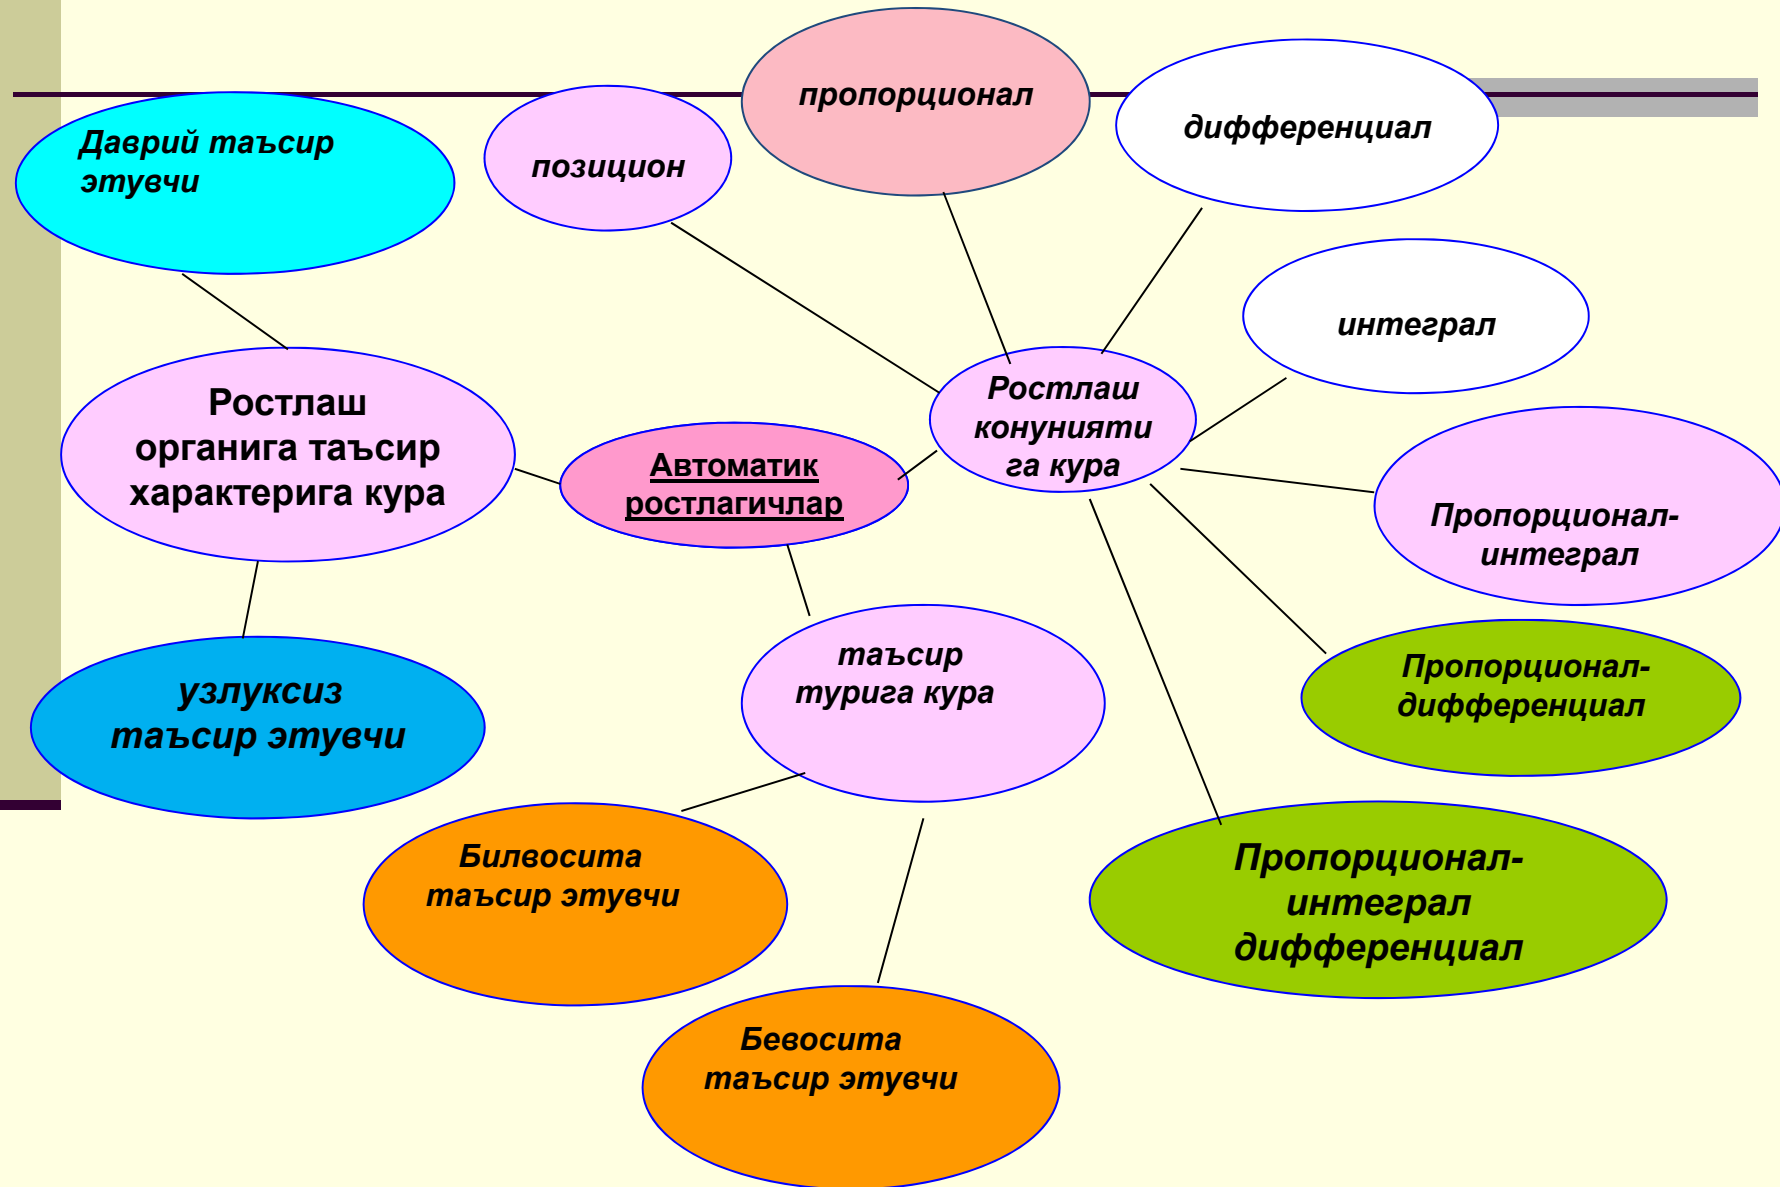 пропорционал
дифференциал
Даврий таъсир
этувчи
позицион
интеграл
Ростлаш
органига таъсир
характерига кура
Ростлаш
конунияти
га кура
Автоматик
ростлагичлар
Пропорционал-
интеграл
узлуксиз
таъсир этувчи
таъсир
турига кура
Пропорционал-
дифференциал
Билвосита
таъсир этувчи
Пропорционал-
интеграл
дифференциал
Бевосита
таъсир этувчи